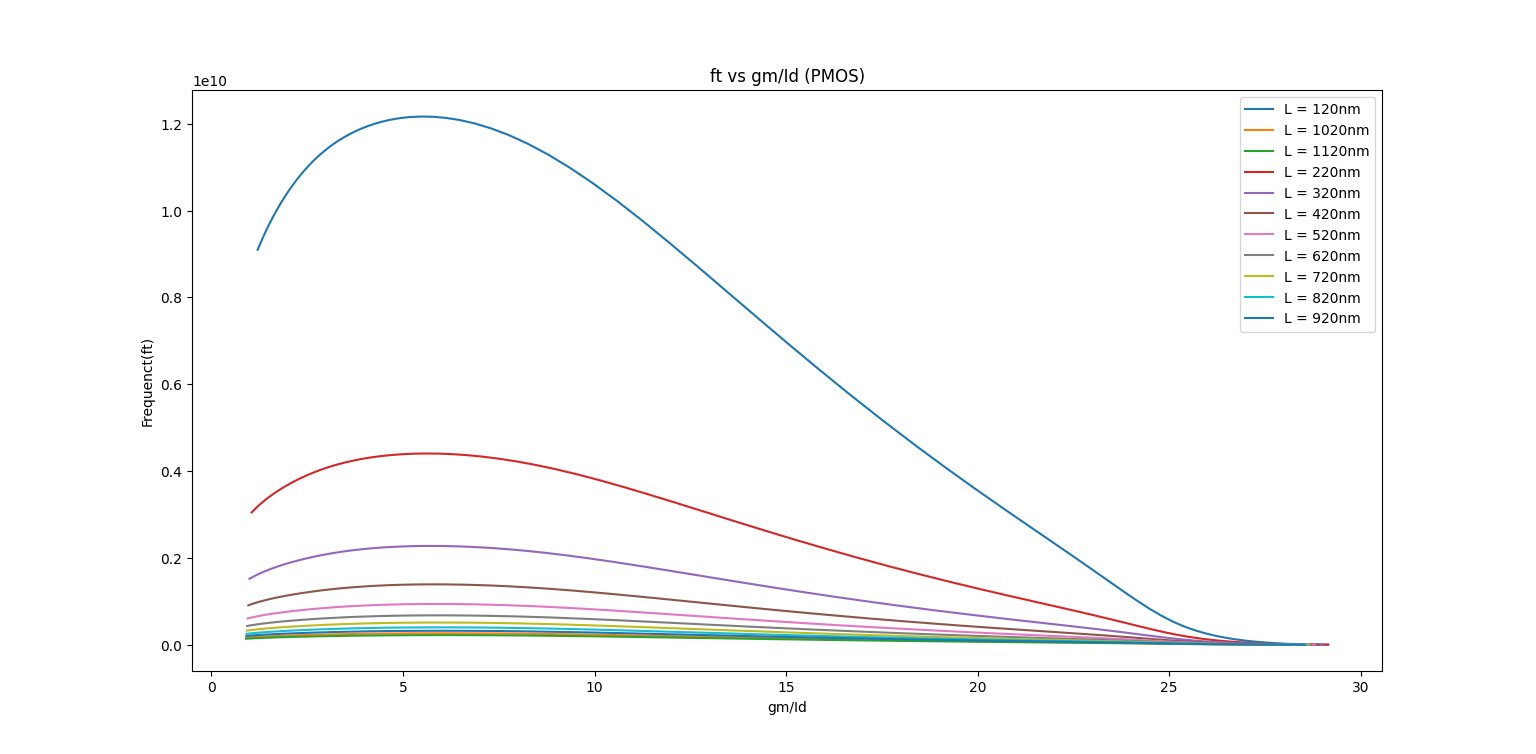 ft vs gm/Id (PMOS)
1e10
1.2
1.0
0.8
0.6
0.4
0.2
0.0
Frequenct(ft)
L = 120nm
L = 1020nm
L = 1120nm
L = 220nm
L = 320nm
L = 420nm
L = 520nm
L = 620nm
L = 720nm
L = 820nm
L = 920nm
0 5 10 15 20 25 30
gm/Id